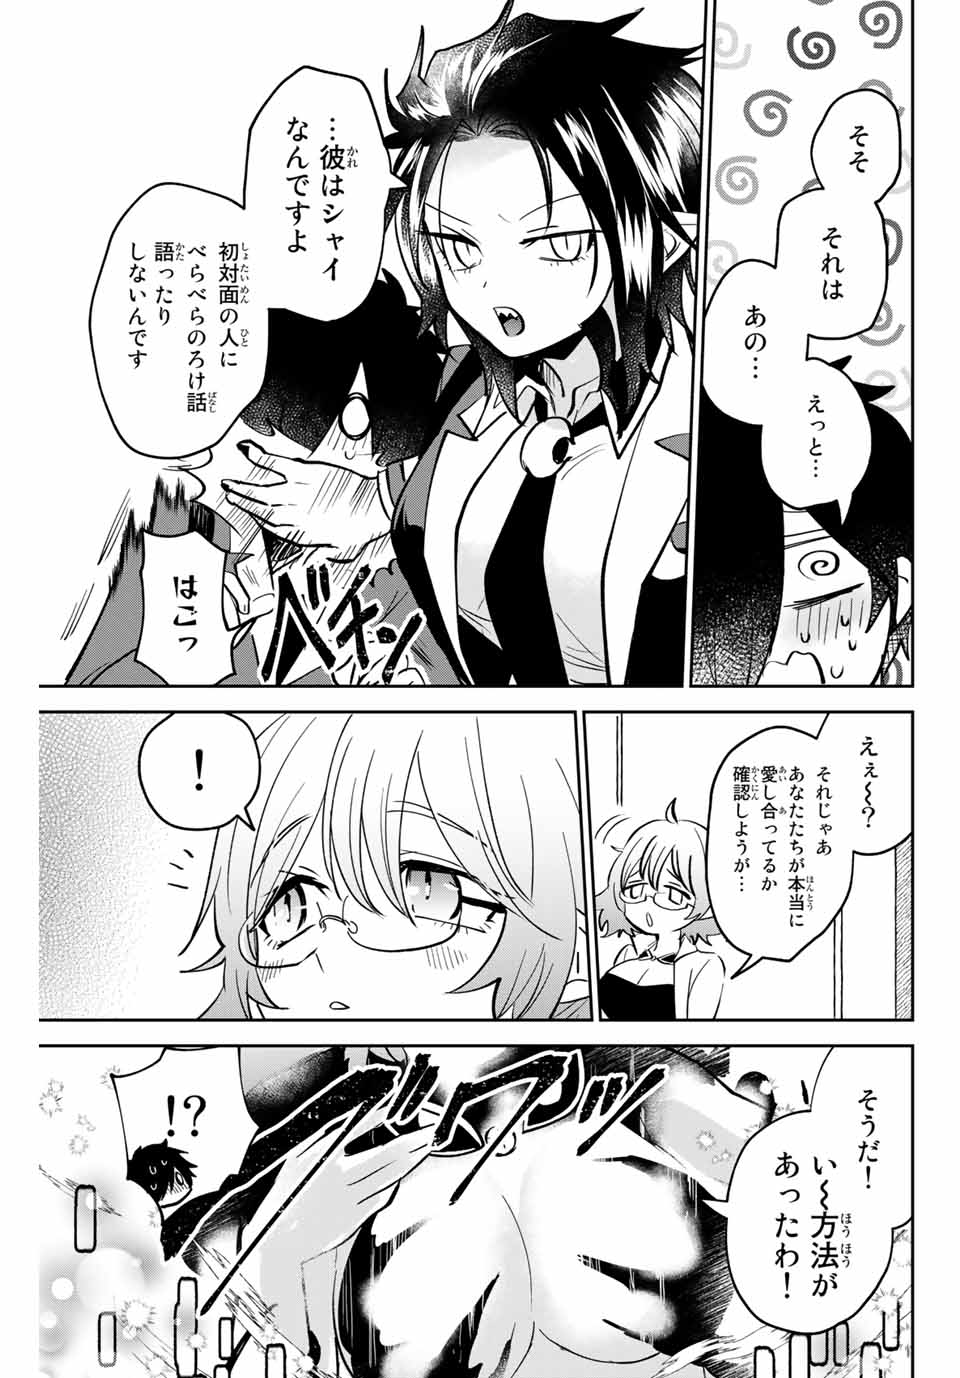 そそ
それは
あの…
えっと…
…彼はシャイ
なんですよ
初対面の人に
べらべらのろけ話
語ったり
しないんです
はごっ
ベチン
えぇ〜?
それじゃあ
あなたたちが本当に
愛し合ってるか
確認しようが…
!
そうだ!
い〜方法が
あったわ!
グイッ
!?